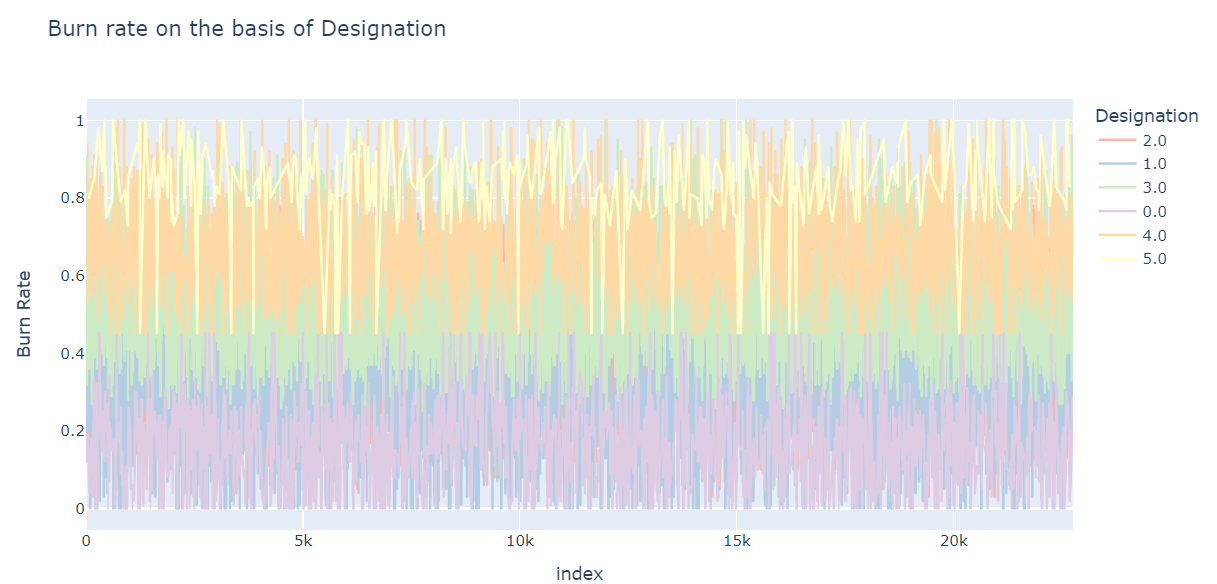 Burn rate on the basis of Designation
Designation
2.0
1.0
3.0
0.0
4.0
5.0
1
0.8
0.6
0.4
0.2
0
Burn Rate
0
5k
10k
15k
20k
index